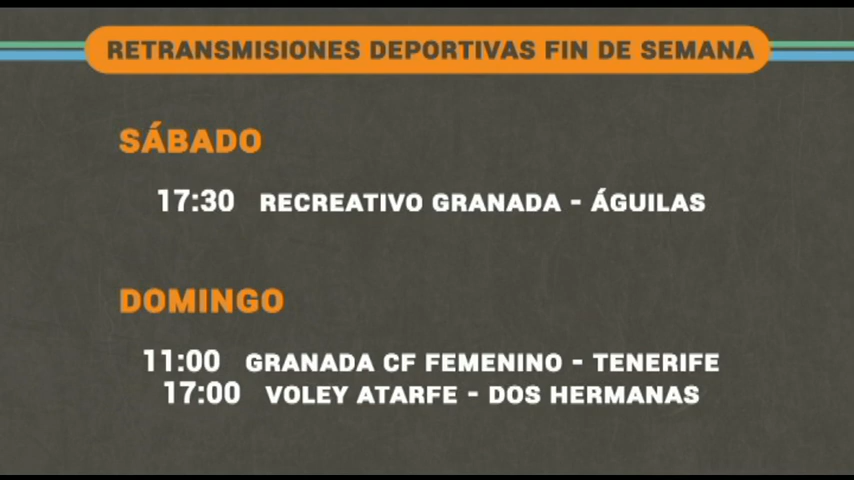 RETRANSMISIONES DEPORTIVAS FIN DE SEMANA
SÁBADO
17:30 RECREATIVO GRANADA - ÁGUILAS
DOMINGO
11:00 GRANADA CF FEMENINO - TENERIFE
17:00 VOLEY ATARFE - DOS HERMANAS